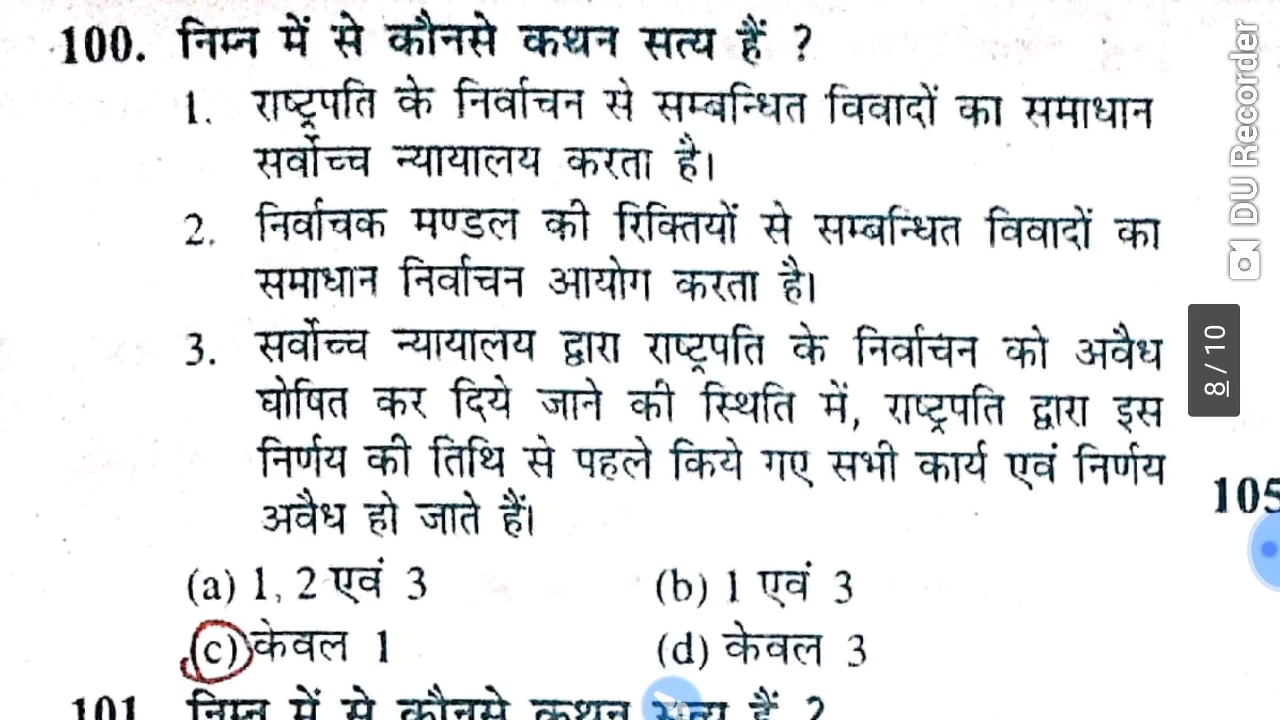 100. निम्न में से कौनसे कथन सत्य हैं ?
1. राष्ट्रपति के निर्वाचन से सम्बन्धित विवादों का समाधान
सर्वोच्च न्यायालय करता है।
2. निर्वाचक मण्डल की रिक्तियों से सम्बन्धित विवादों का
समाधान निर्वाचन आयोग करता है।
3. सर्वोच्च न्यायालय द्वारा राष्ट्रपति के निर्वाचन को अवैध
घोषित कर दिये जाने की स्थिति में, राष्ट्रपति द्वारा इस
निर्णय की तिथि से पहले किये गए सभी कार्य एवं निर्णय
अवैध हो जाते हैं।
(a) 1, 2 एवं 3 (b) 1 एवं 3
(c) केवल 1 (d) केवल 3
101 निम्न में से कौनसे कथन सत्य हैं ?
DU Recorder
8 / 10
105